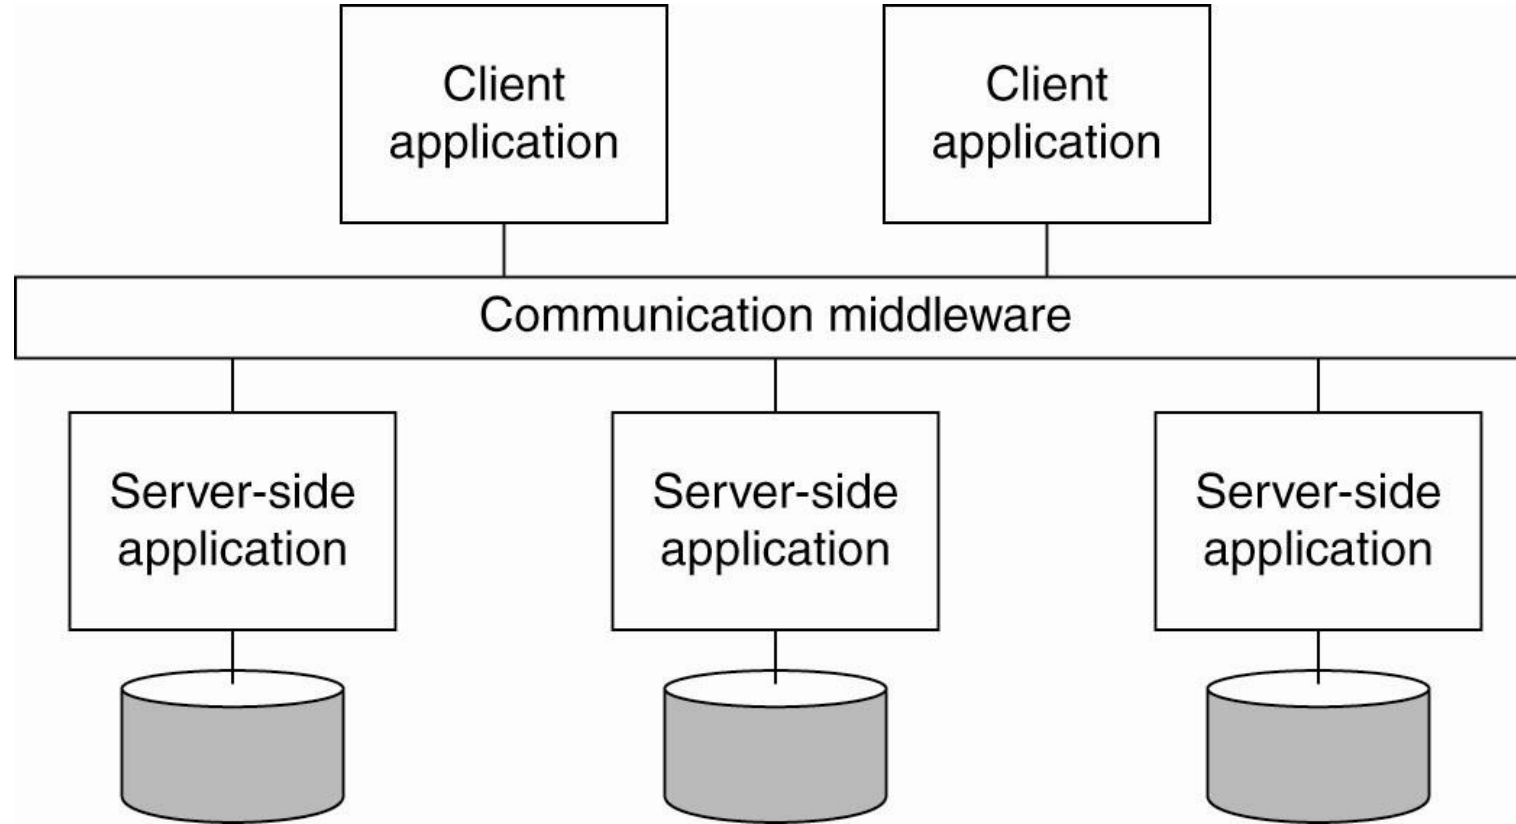 Client
application
Client
application
Communication middleware
Server-side
application
Server-side
application
Server-side
application